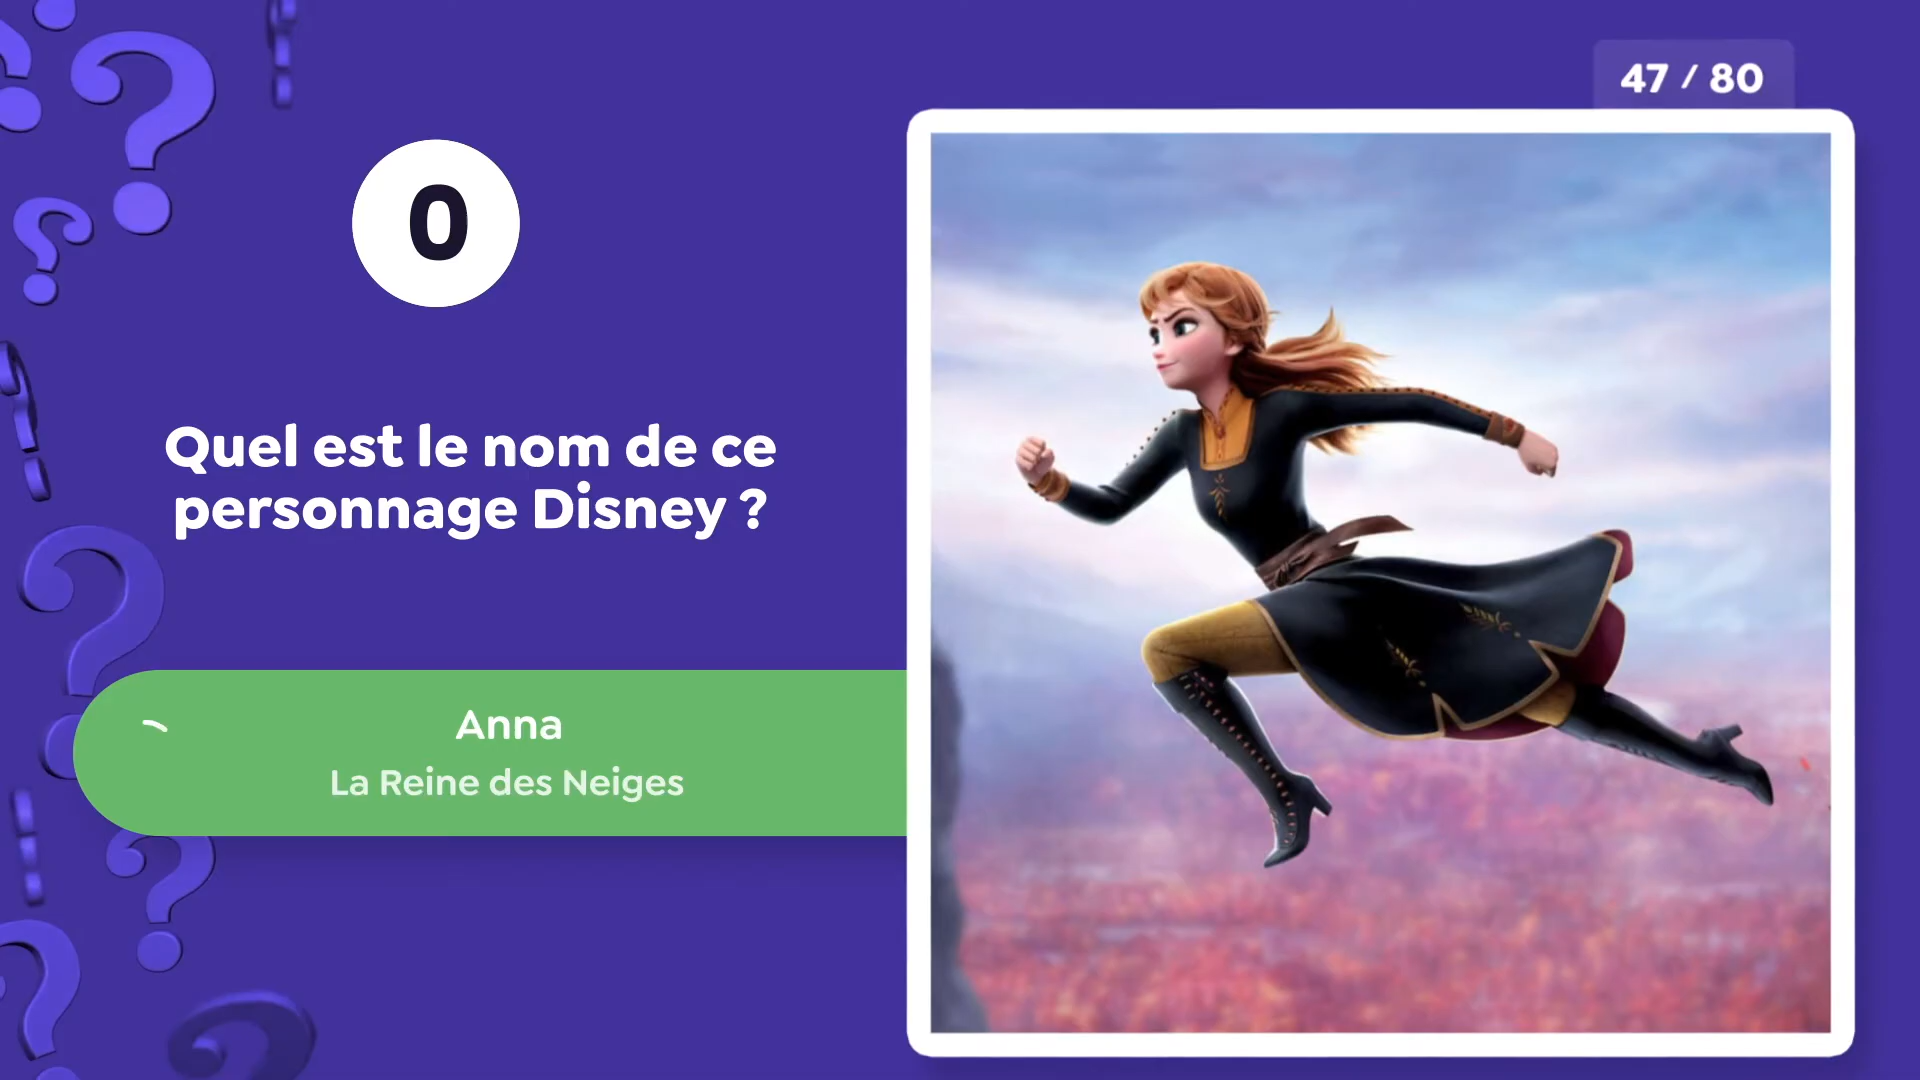 47 / 80
0
Quel est le nom de ce
personnage Disney ?
Anna
La Reine des Neiges